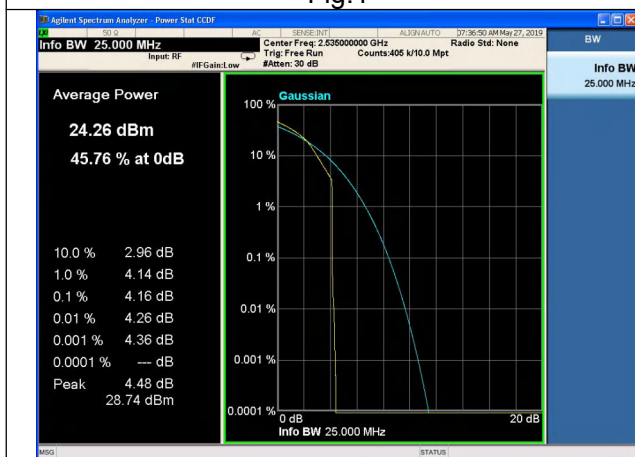 Agilent Spectrum Analyzer - Power Stat CCDF
50 Ω AC SENSE:INT ALIGN AUTO 07:36:50 AM May 27, 2019
Info BW 25.000 MHz
Input: RF
#IFGain:Low
Center Freq: 2.535000000 GHz Radio Std: None
Trig: Free Run Counts:405 k/10.0 Mpt
#Atten: 30 dB
BW
Info BW
25.000 MHz
Average Power
24.26 dBm
45.76 % at 0dB
10.0 % 2.96 dB
1.0 % 4.14 dB
0.1 % 4.16 dB
0.01 % 4.26 dB
0.001 % 4.36 dB
0.0001 % --- dB
Peak 4.48 dB
28.74 dBm
Gaussian
100 %
10 %
1 %
0.1 %
0.01 %
0.001 %
0.0001 %
0 dB 20 dB
Info BW 25.000 MHz
MSG STATUS